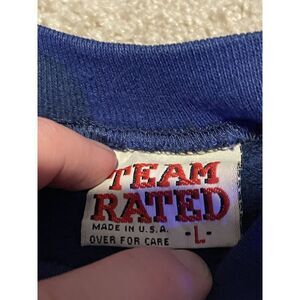 TEAM
RATED
MADE IN U.S.A.
OVER FOR CARE
-L-